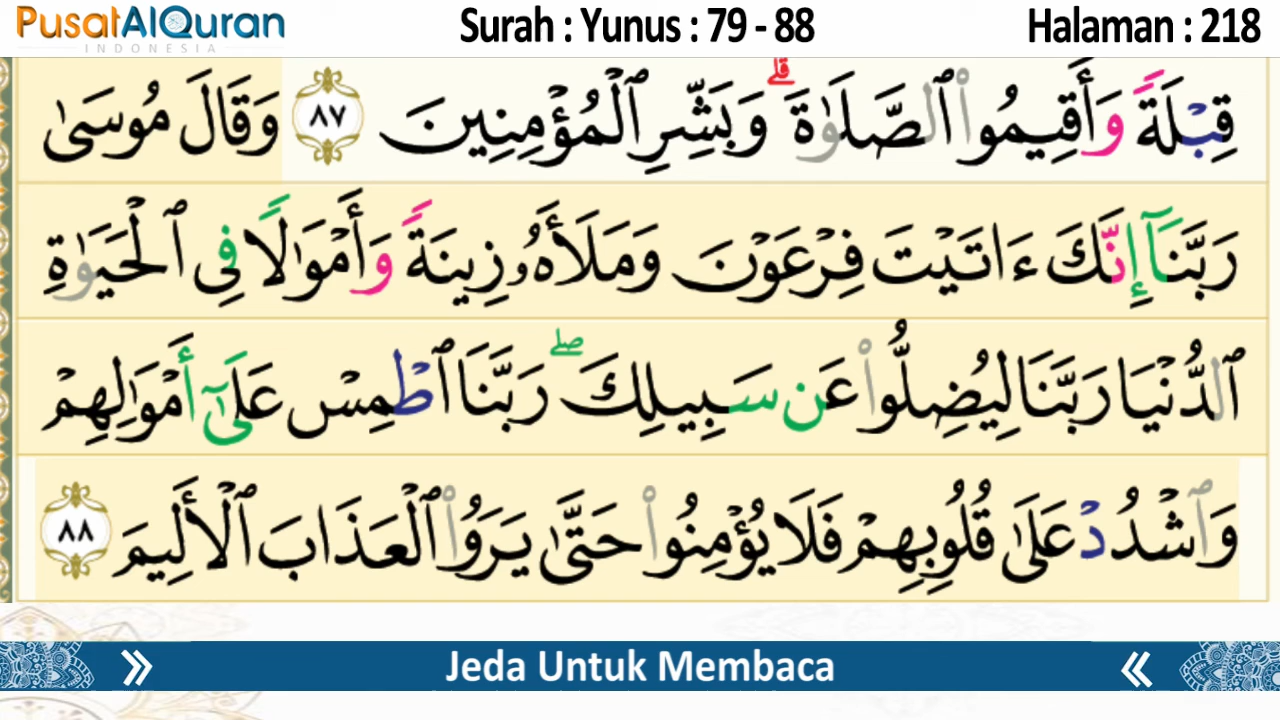 PusatAlQuran
INDONESIA
Surah : Yunus : 79 - 88
Halaman : 218
قِبْلَةً وَأَقِيمُوا۟ ٱلصَّلَوٰةَ ۗ وَبَشِّرِ ٱلْمُؤْمِنِينَ ٨٧ وَقَالَ مُوسَىٰ
رَبَّنَآ إِنَّكَ ءَاتَيْتَ فِرْعَوْنَ وَمَلَأَهُۥ زِينَةً وَأَمْوَٰلًا فِى ٱلْحَيَوٰةِ
ٱلدُّنْيَا رَبَّنَا لِيُضِلُّوا۟ عَن سَبِيلِكَ ۖ رَبَّنَا ٱطْمِسْ عَلَىٰٓ أَمْوَٰلِهِمْ
وَٱشْدُدْ عَلَىٰ قُلُوبِهِمْ فَلَا يُؤْمِنُوا۟ حَتَّىٰ يَرَوُا۟ ٱلْعَذَابَ ٱلْأَلِيمَ ٨٨
Jeda Untuk Membaca